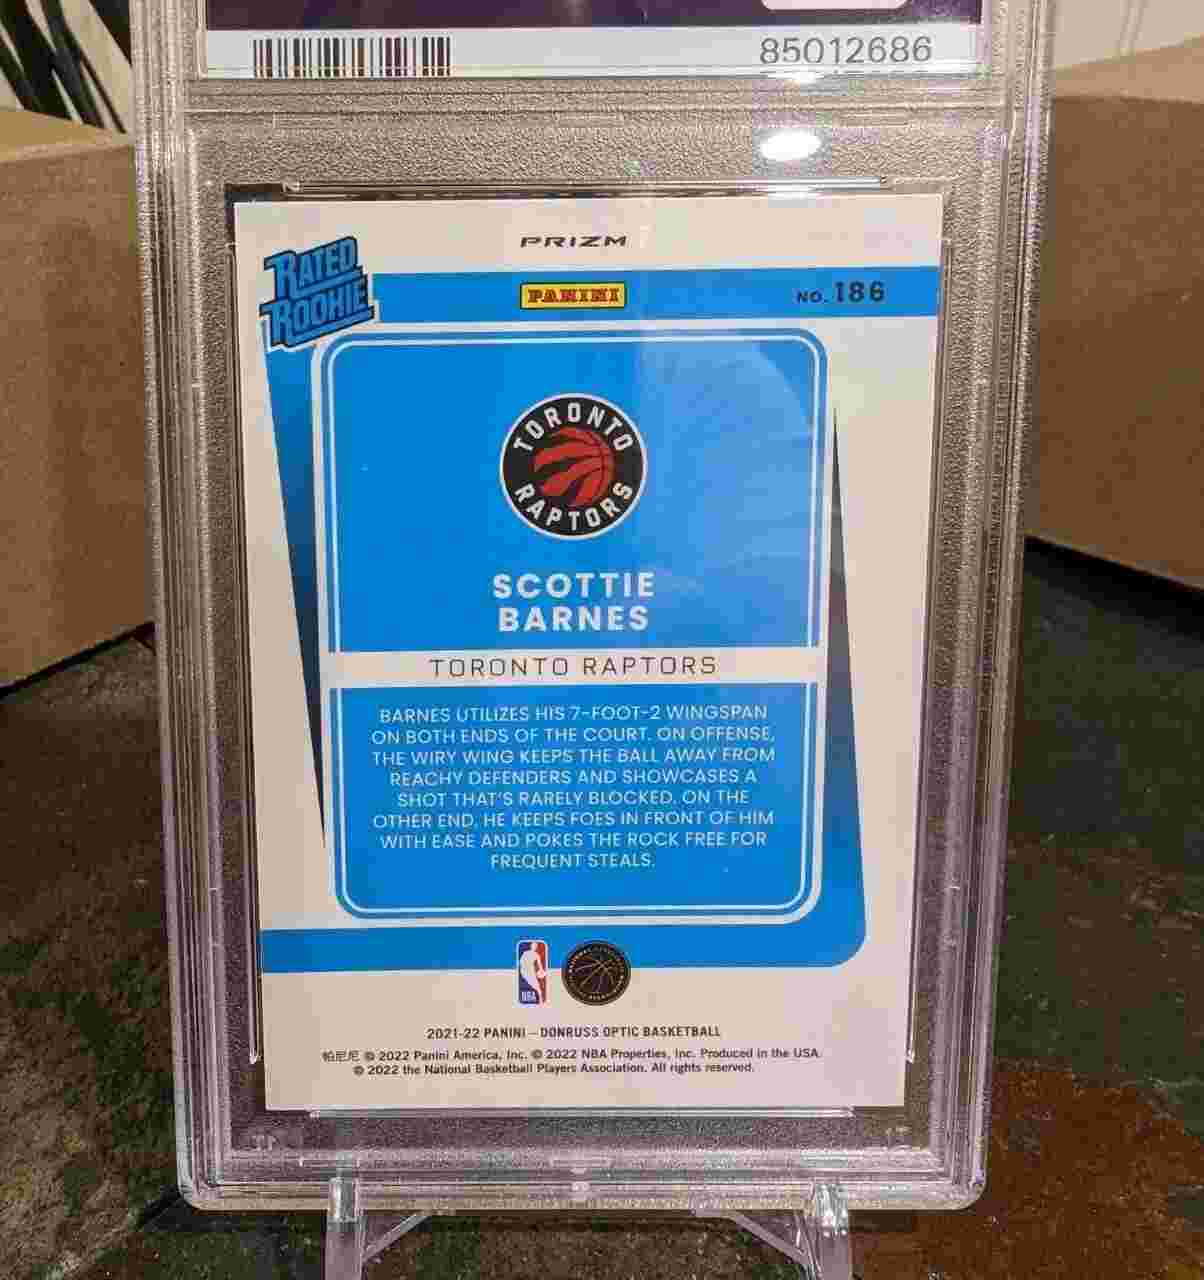 85012686
PRIZM
RATED
ROOKIE
PANINI
NO. 186
TORONTO
RAPTORS
SCOTTIE
BARNES
TORONTO RAPTORS
BARNES UTILIZES HIS 7-FOOT-2 WINGSPAN
ON BOTH ENDS OF THE COURT. ON OFFENSE,
THE WIRY WING KEEPS THE BALL AWAY FROM
REACHY DEFENDERS AND SHOWCASES A
SHOT THAT'S RARELY BLOCKED. ON THE
OTHER END, HE KEEPS FOES IN FRONT OF HIM
WITH EASE AND POKES THE ROCK FREE FOR
FREQUENT STEALS.
NBA
2021-22 PANINI – DONRUSS OPTIC BASKETBALL
帕尼尼 © 2022 Panini America, Inc. © 2022 NBA Properties, Inc. Produced in the USA.
© 2022 the National Basketball Players Association. All rights reserved.